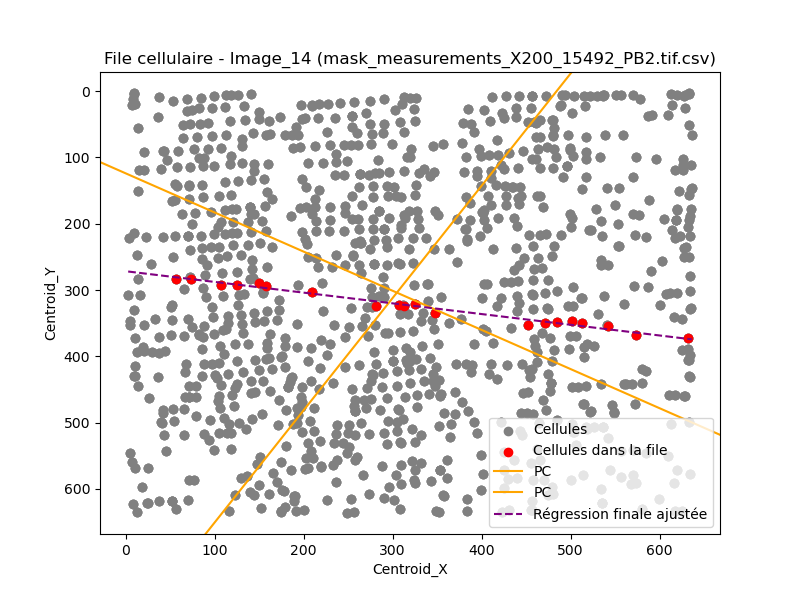 File cellulaire - Image_14 (mask_measurements_X200_15492_PB2.tif.csv)
Centroid_Y
0
100
200
300
400
500
600
Cellules
Cellules dans la file
PC
PC
Régression finale ajustée
0
100
200
300
400
500
600
Centroid_X